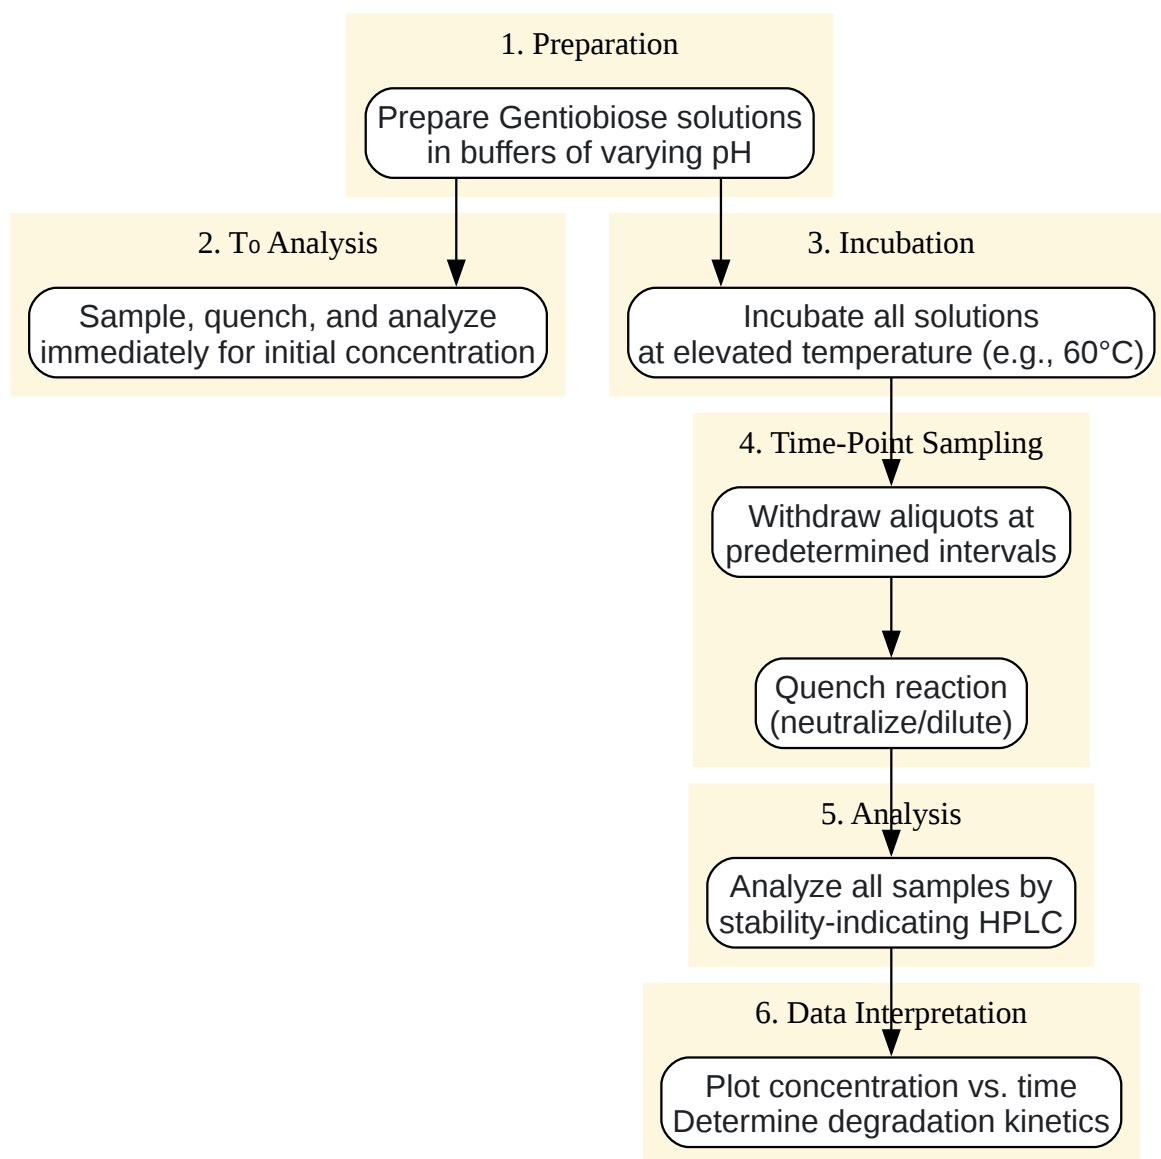 1. Preparation
Prepare Gentiobiose solutions
in buffers of varying pH
2. T₀ Analysis
Sample, quench, and analyze
immediately for initial concentration
3. Incubation
Incubate all solutions
at elevated temperature (e.g., 60°C)
4. Time-Point Sampling
Withdraw aliquots at
predetermined intervals
Quench reaction
(neutralize/dilute)
5. Analysis
Analyze all samples by
stability-indicating HPLC
6. Data Interpretation
Plot concentration vs. time
Determine degradation kinetics